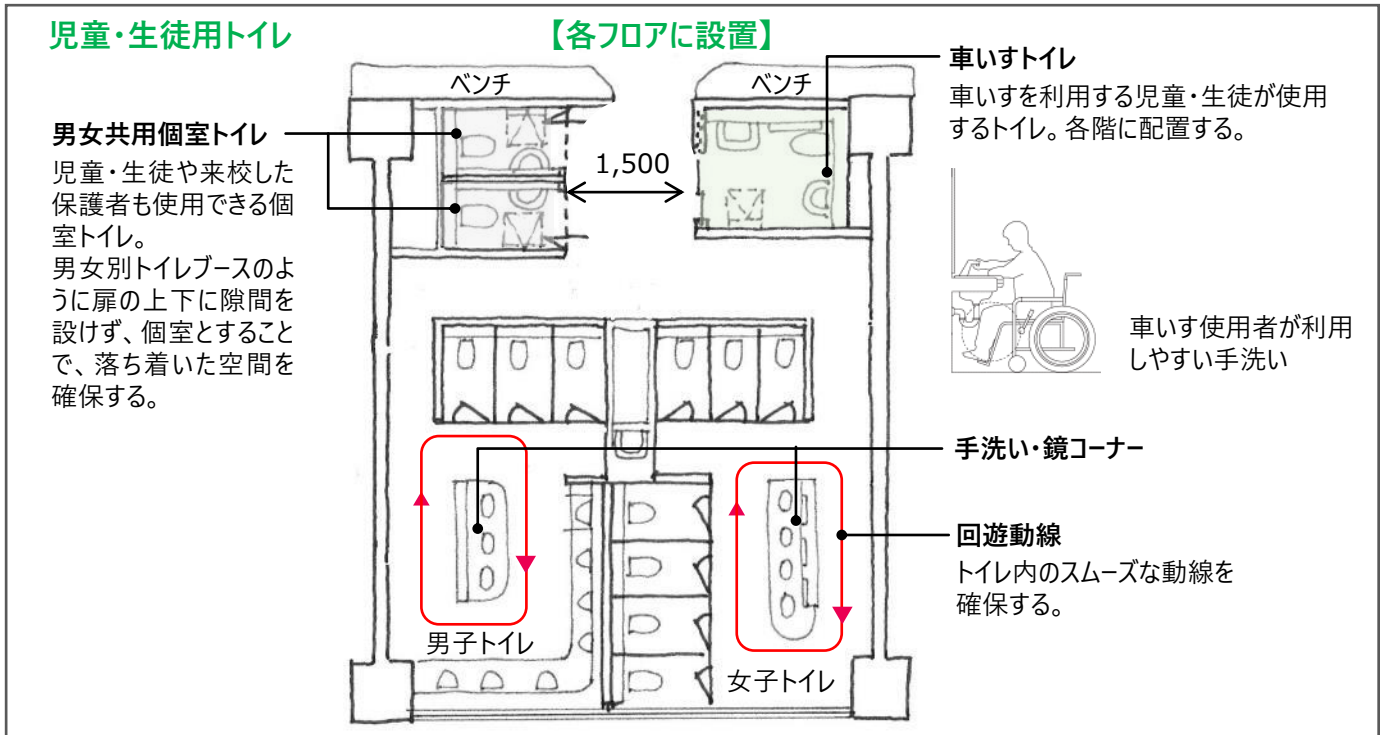 児童・生徒用トイレ
【各フロアに設置】
ベンチ
ベンチ
男女共用個室トイレ
児童・生徒や来校した
保護者も使用できる個
室トイレ。
男女別トイレブースのよ
うに扉の上下に隙間を
設けず、個室とすること
で、落ち着いた空間を
確保する。
1,500
車いすトイレ
車いすを利用する児童・生徒が使用
するトイレ。各階に配置する。
車いす使用者が利用
しやすい手洗い
手洗い・鏡コーナー
回遊動線
トイレ内のスムーズな動線を
確保する。
男子トイレ
女子トイレ